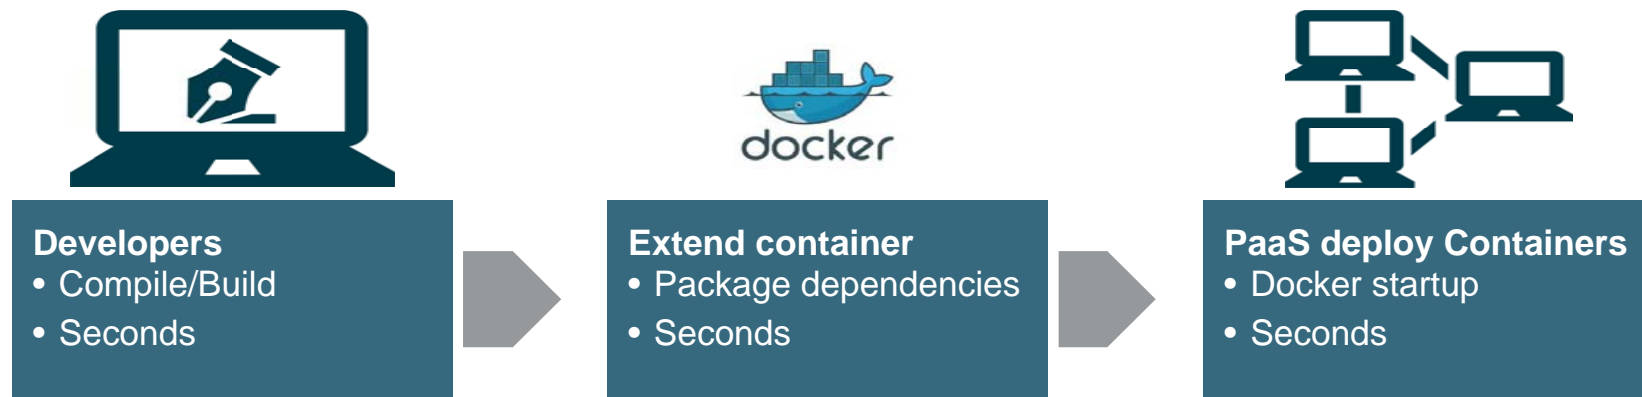 docker
Developers
• Compile/Build
• Seconds
Extend container
• Package dependencies
• Seconds
PaaS deploy Containers
• Docker startup
• Seconds